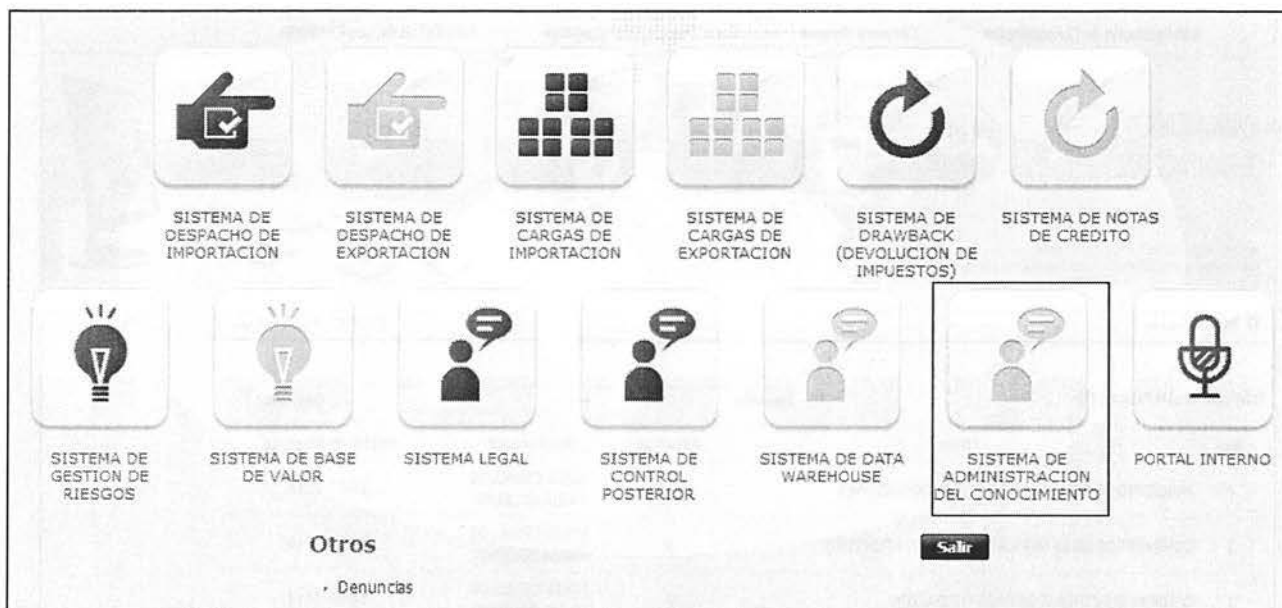 SISTEMA DE
DESPACHO DE
IMPORTACION
SISTEMA DE
DESPACHO DE
EXPORTACION
SISTEMA DE
CARGAS DE
IMPORTACION
SISTEMA DE
CARGAS DE
EXPORTACION
SISTEMA DE
DRAWBACK
(DEVOLUCION DE
IMPUESTOS)
SISTEMA DE NOTAS
DE CREDITO
SISTEMA DE
GESTION DE
RIESGOS
SISTEMA DE BASE
DE VALOR
SISTEMA LEGAL
SISTEMA DE
CONTROL
POSTERIOR
SISTEMA DE DATA
WAREHOUSE
SISTEMA DE
ADMINISTRACION
DEL CONOCIMIENTO
PORTAL INTERNO
Otros
Salir
Denuncias